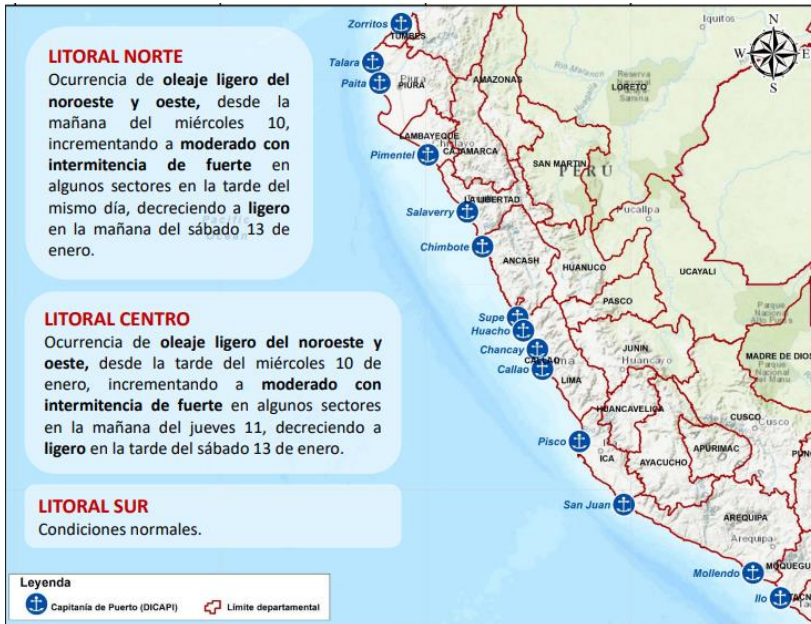 LITORAL NORTE
Ocurrencia de oleaje ligero del
noroeste y oeste, desde la
mañana del miércoles 10,
incrementando a moderado con
intermitencia de fuerte en
algunos sectores en la tarde del
mismo día, decreciendo a ligero
en la mañana del sábado 13 de
enero.
LITORAL CENTRO
Ocurrencia de oleaje ligero del noroeste y
oeste, desde la tarde del miércoles 10 de
enero, incrementando a moderado con
intermitencia de fuerte en algunos sectores
en la mañana del jueves 11, decreciendo a
ligero en la tarde del sábado 13 de enero.
LITORAL SUR
Condiciones normales.
Leyenda
Capitanía de Puerto (DICAPI)
Límite departamental
Zorritos
TUMBES
Talara
Paita
Piura
PIURA
AMAZONAS
Iquitos
LORETO
N
W
E
S
LAMBAYEQUE
CAJAMARCA
Pimentel
SAN MARTIN
PERÚ
Salaverry
LA LIBERTAD
Pucallpa
Chimbote
ANCASH
HUANUCO
UCAYALI
PASCO
Supe
Huacho
Chancay
CALLAO
Callao
LIMA
JUNIN
Huancayo
MADRE DE DIOS
HUANCAVELICA
CUSCO
Cusco
Pisco
ICA
AYACUCHO
APURIMAC
San Juan
AREQUIPA
Arequipa
Mollendo
MOQUEGU
Ilo